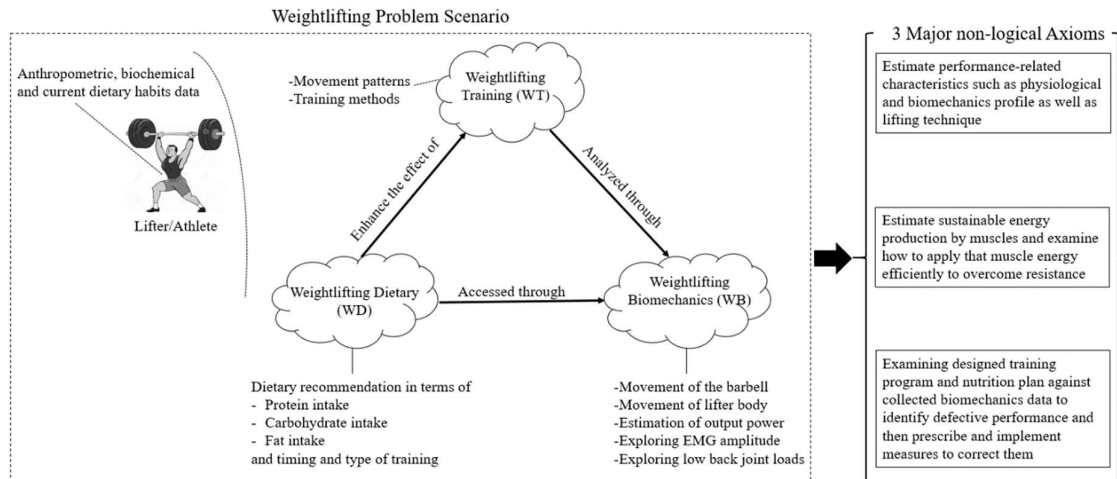 Weightlifting Problem Scenario
Anthropometric, biochemical
and current dietary habits data
Lifter/Athlete
-Movement patterns
-Training methods
Weightlifting
Training (WT)
Enhance the effect of
Analyzed through
Weightlifting Dietary
(WD)
Accessed through
Weightlifting
Biomechanics (WB)
Dietary recommendation in terms of
- Protein intake
- Carbohydrate intake
- Fat intake
and timing and type of training
-Movement of the barbell
-Movement of lifter body
-Estimation of output power
-Exploring EMG amplitude
-Exploring low back joint loads
3 Major non-logical Axioms
Estimate performance-related
characteristics such as physiological
and biomechanics profile as well as
lifting technique
Estimate sustainable energy
production by muscles and examine
how to apply that muscle energy
efficiently to overcome resistance
Examining designed training
program and nutrition plan against
collected biomechanics data to
identify defective performance and
then prescribe and implement
measures to correct them